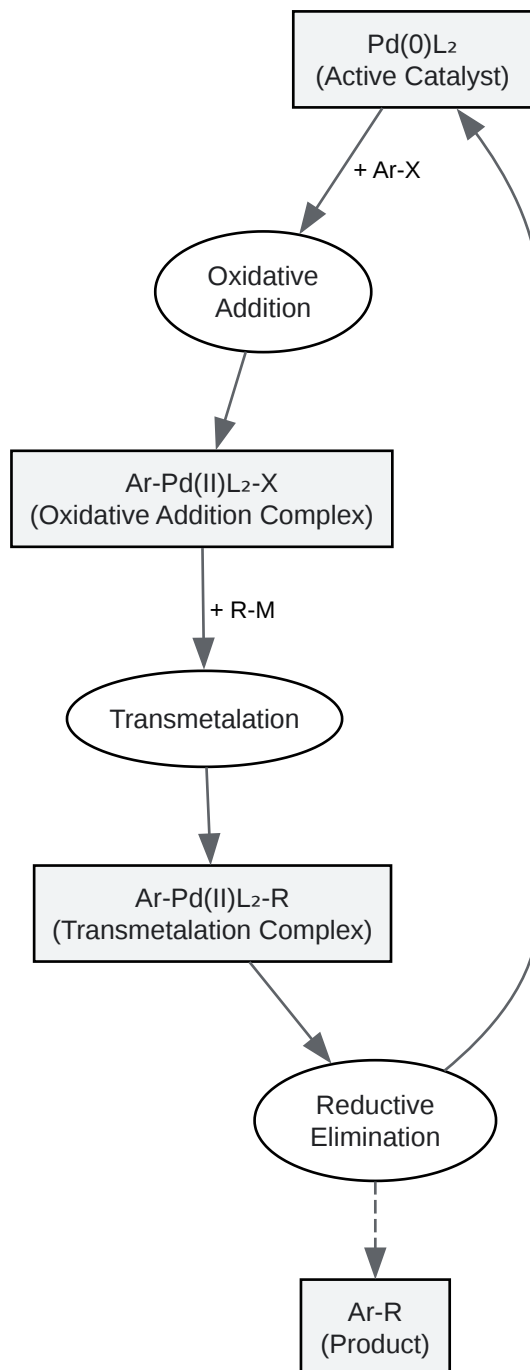 Pd(0)L₂
(Active Catalyst)
+ Ar-X
Oxidative
Addition
Ar-Pd(II)L₂-X
(Oxidative Addition Complex)
+ R-M
Transmetalation
Ar-Pd(II)L₂-R
(Transmetalation Complex)
Reductive
Elimination
Ar-R
(Product)